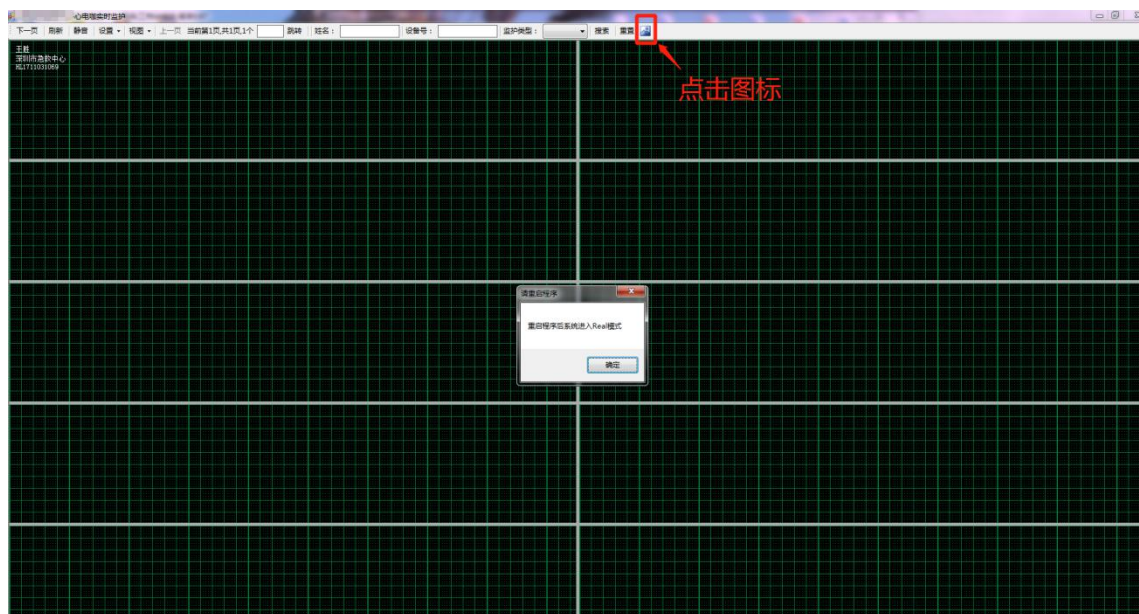 心电域实时监护
下一页 刷新 静音 设置 视图 上一页 当前第1页,共1页,1个 跳转 姓名: 设备号: 监护类型: 搜索 重置
点击图标
王胜
深圳市急救中心
KL1711031069
请重启程序
重启程序后系统进入Real模式
确定